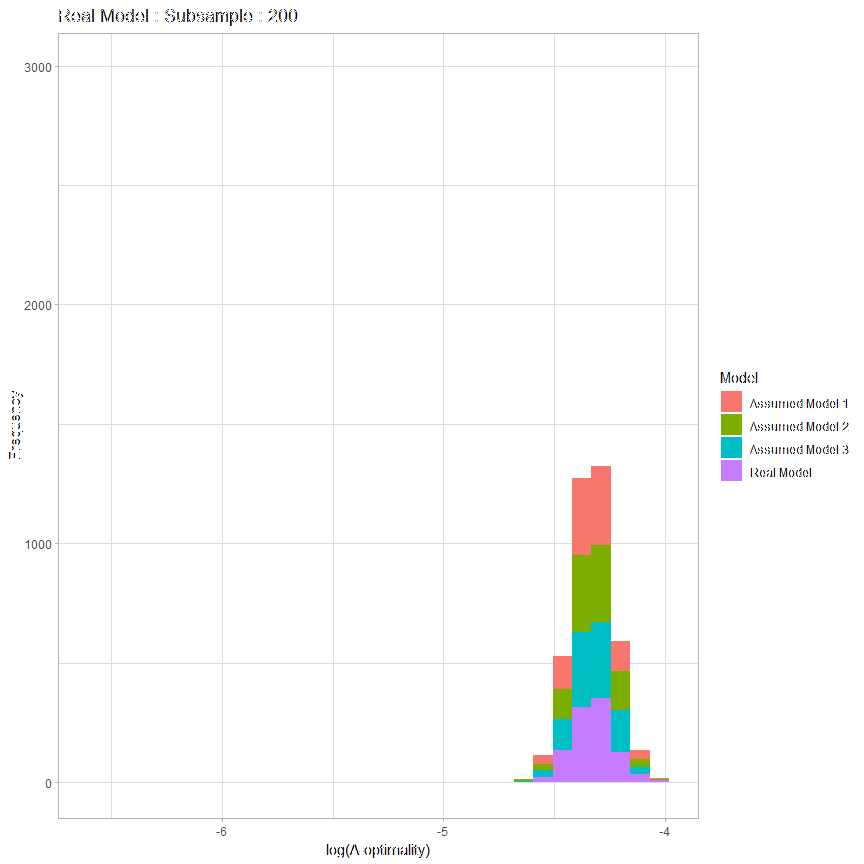 Real Model : Subsample : 200
3000
2000
1000
0
Frequency
-6
-5
-4
log(A-optimality)
Model
Assumed Model 1
Assumed Model 2
Assumed Model 3
Real Model